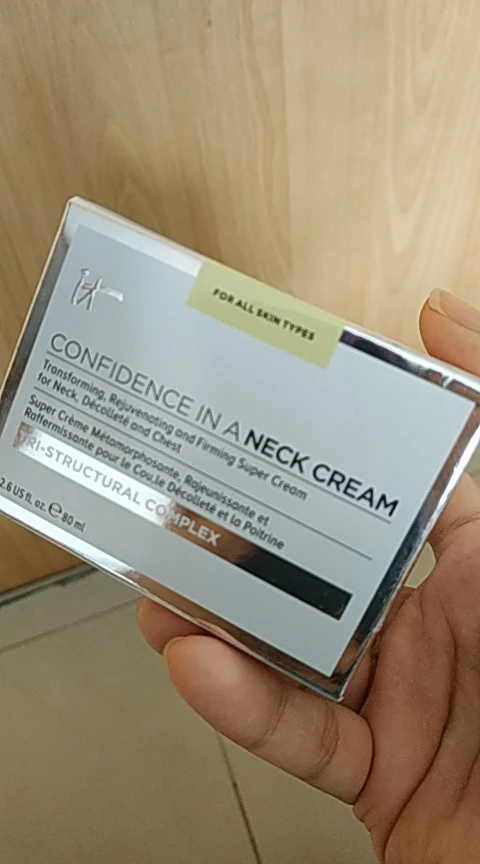 iT
FOR ALL SKIN TYPES
CONFIDENCE IN A NECK CREAM
Transforming, Rejuvenating and Firming Super Cream
for Neck, Décolleté and Chest
Super Crème Métamorphosante, Rajeunissante et
Raffermissante pour le Cou, le Décolleté et la Poitrine
TRI-STRUCTURAL COMPLEX
2.6 US fl. oz. ℮ 80 ml